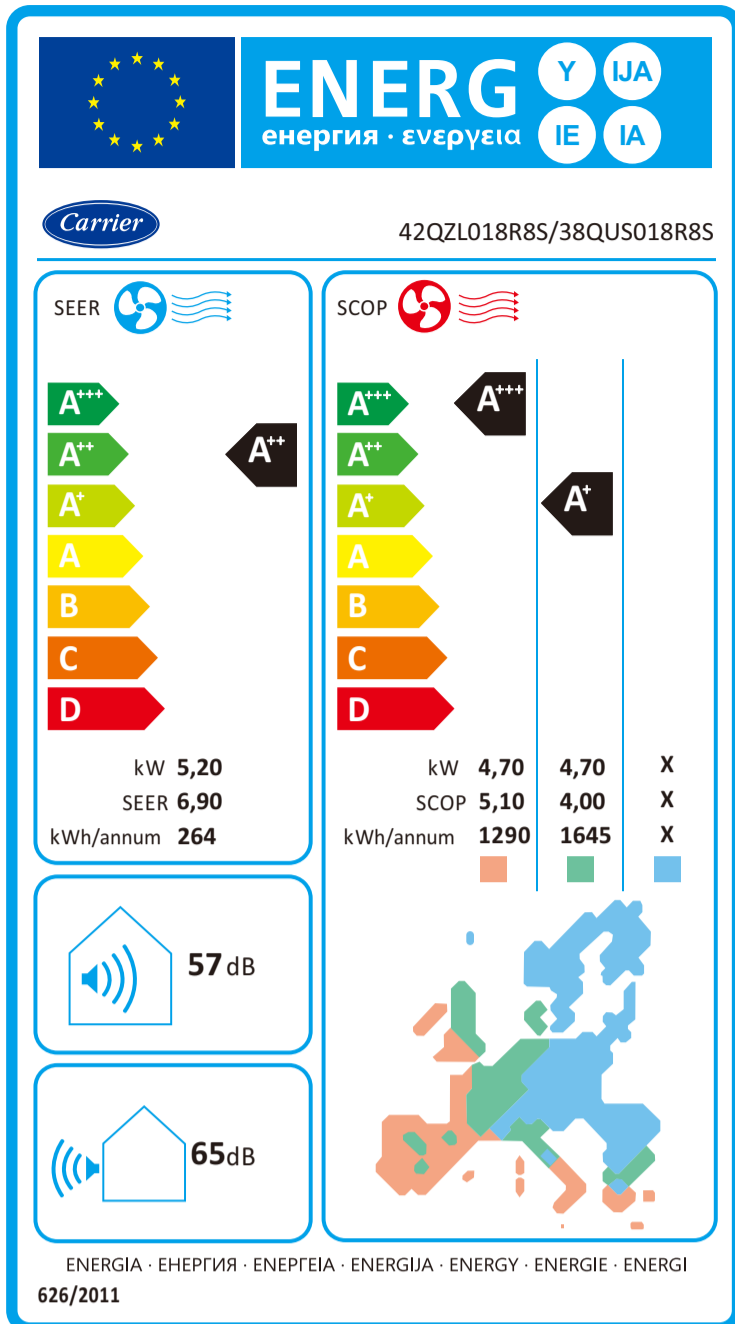 ENERG
енергия · ενεργεια
Y IJA
IE IA
Carrier
42QZL018R8S/38QUS018R8S
SEER
A+++
A++
A+
A
B
C
D
A++
kW 5,20
SEER 6,90
kWh/annum 264
SCOP
A+++
A++
A+
A
B
C
D
A+++
A+
kW 4,70 4,70 X
SCOP 5,10 4,00 X
kWh/annum 1290 1645 X
57 dB
65dB
ENERGIA · ЕНЕРГИЯ · ΕΝΕΡΓΕΙΑ · ENERGIJA · ENERGY · ENERGIE · ENERGI
626/2011